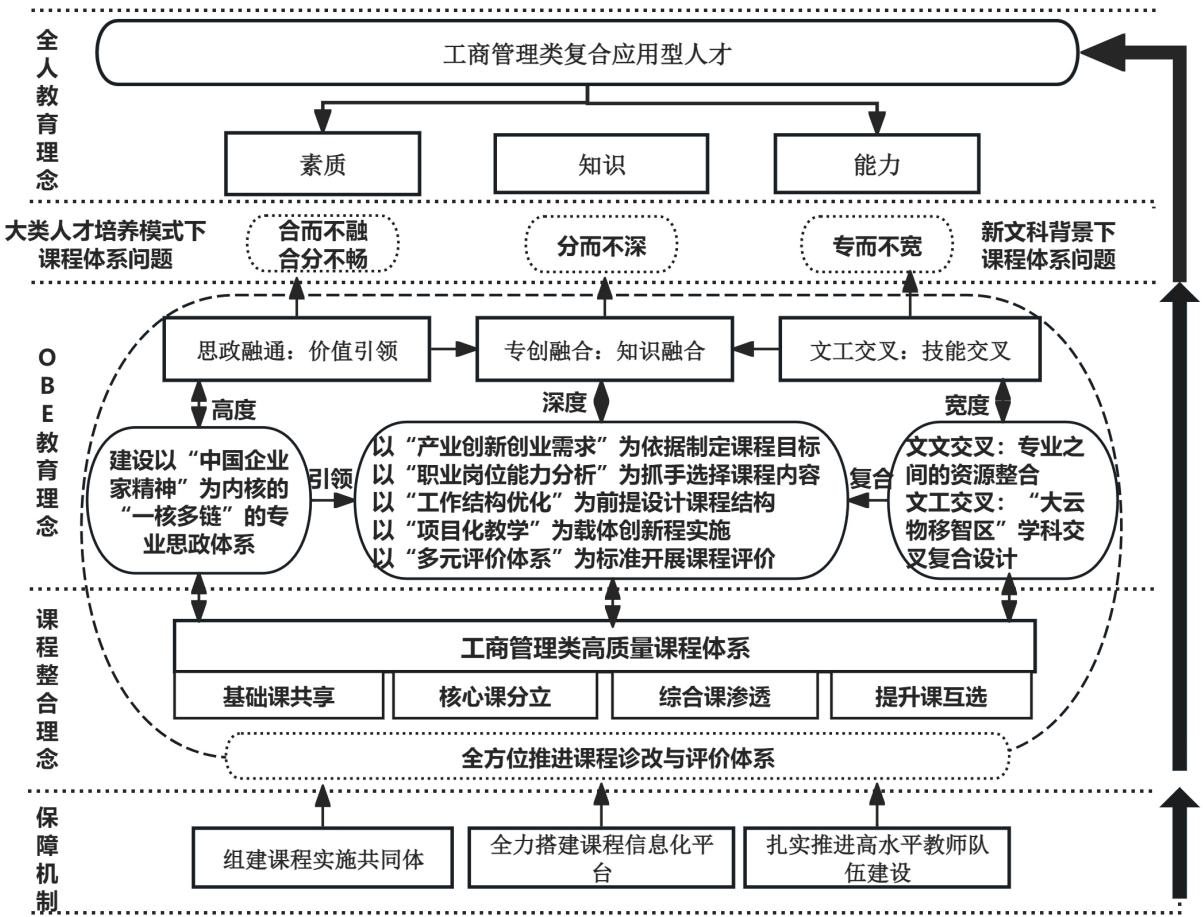 全人教育理念
工商管理类复合应用型人才
素质
知识
能力
大类人才培养模式下
课程体系问题
合而不融
合分不畅
分而不深
专而不宽
新文科背景下
课程体系问题
OBE教育理念
思政融通：价值引领
专创融合：知识融合
文工交叉：技能交叉
高度
深度
宽度
建设以“中国企业
家精神”为内核的
“一核多链”的专
业思政体系
引领
以“产业创新创业需求”为依据制定课程目标
以“职业岗位能力分析”为抓手选择课程内容
以“工作结构优化”为前提设计课程结构
以“项目化教学”为载体创新程实施
以“多元评价体系”为标准开展课程评价
复合
文文交叉：专业之
间的资源整合
文工交叉：“大云
物移智区”学科交
叉复合设计
课程整合理念
工商管理类高质量课程体系
基础课共享
核心课分立
综合课渗透
提升课互选
全方位推进课程诊改与评价体系
保障机制
组建课程实施共同体
全力搭建课程信息化平
台
扎实推进高水平教师队
伍建设